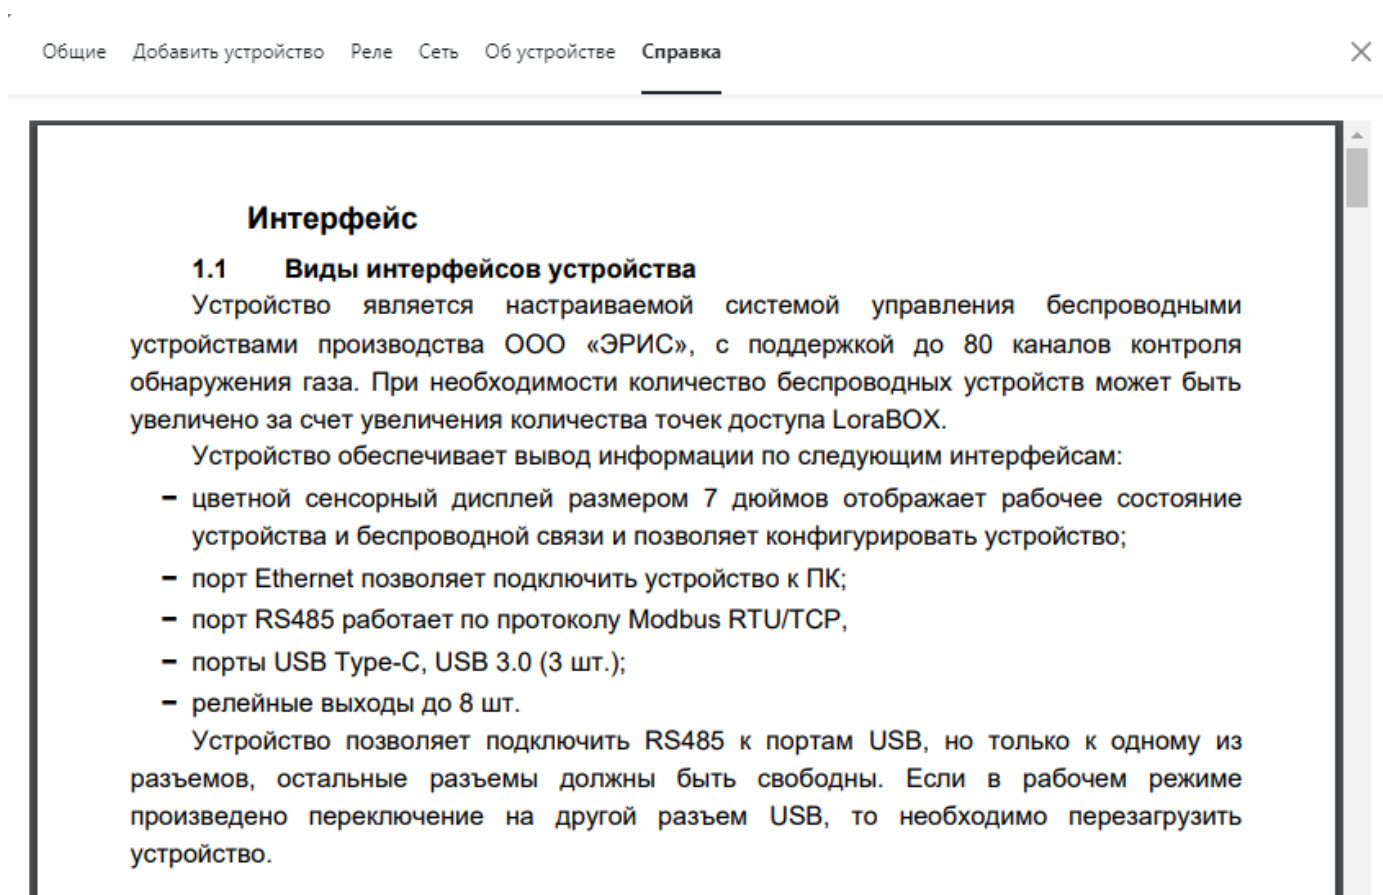 Общие Добавить устройство Реле Сеть Об устройстве Справка
Интерфейс
1.1 Виды интерфейсов устройства
Устройство является настраиваемой системой управления беспроводными
устройствами производства ООО «ЭРИС», с поддержкой до 80 каналов контроля
обнаружения газа. При необходимости количество беспроводных устройств может быть
увеличено за счет увеличения количества точек доступа LoraBOX.
Устройство обеспечивает вывод информации по следующим интерфейсам:
– цветной сенсорный дисплей размером 7 дюймов отображает рабочее состояние
устройства и беспроводной связи и позволяет конфигурировать устройство;
– порт Ethernet позволяет подключить устройство к ПК;
– порт RS485 работает по протоколу Modbus RTU/TCP,
– порты USB Type-C, USB 3.0 (3 шт.);
– релейные выходы до 8 шт.
Устройство позволяет подключить RS485 к портам USB, но только к одному из
разъемов, остальные разъемы должны быть свободны. Если в рабочем режиме
произведено переключение на другой разъем USB, то необходимо перезагрузить
устройство.